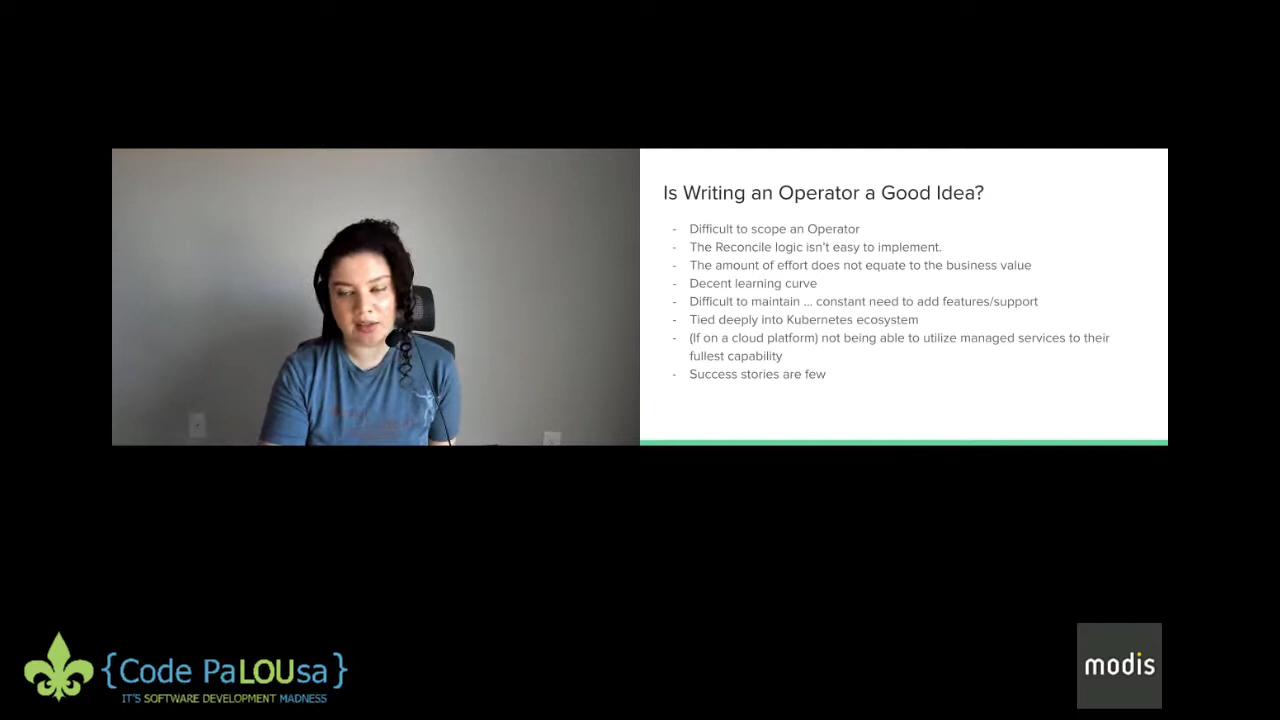 Is Writing an Operator a Good Idea?
- Difficult to scope an Operator
- The Reconcile logic isn't easy to implement.
- The amount of effort does not equate to the business value
- Decent learning curve
- Difficult to maintain ... constant need to add features/support
- Tied deeply into Kubernetes ecosystem
- (If on a cloud platform) not being able to utilize managed services to their
fullest capability
- Success stories are few
{Code PaLOUsa}
IT'S SOFTWARE DEVELOPMENT MADNESS
modis